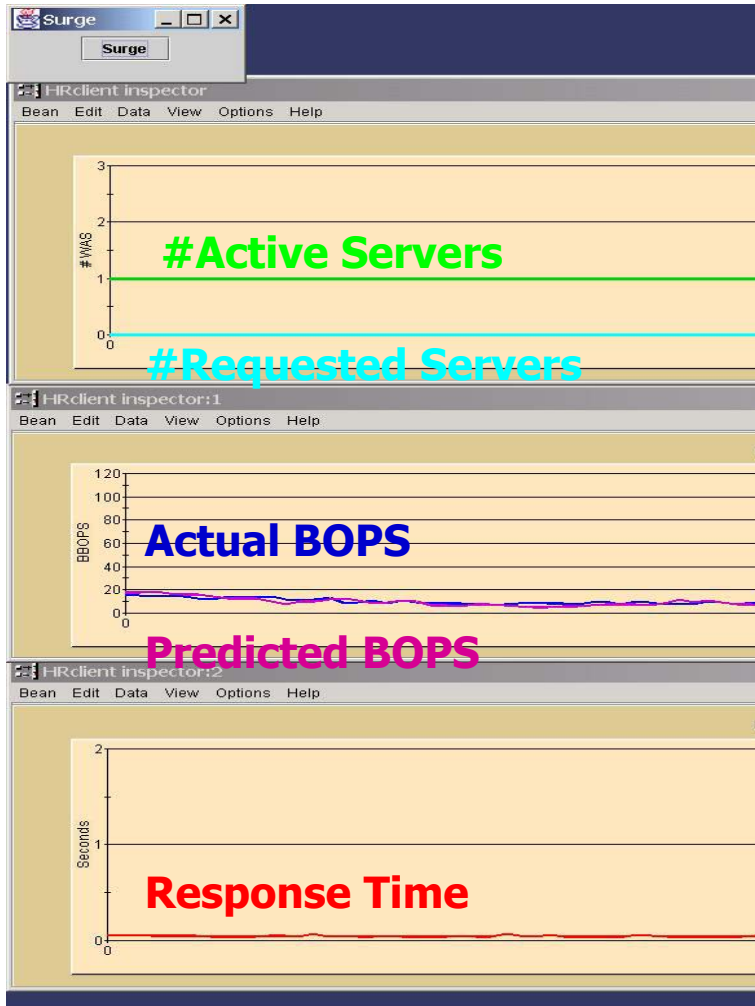 Surge
Surge
HRclient inspector
Bean Edit Data View Options Help
3
2
#WAS
#Active Servers
1
0
0
#Requested Servers
HRclient inspector:1
Bean Edit Data View Options Help
120
100
80
BBOPS
60
Actual BOPS
40
20
0
0
Predicted BOPS
HRclient inspector:2
Bean Edit Data View Options Help
2
Seconds
1
Response Time
0
0